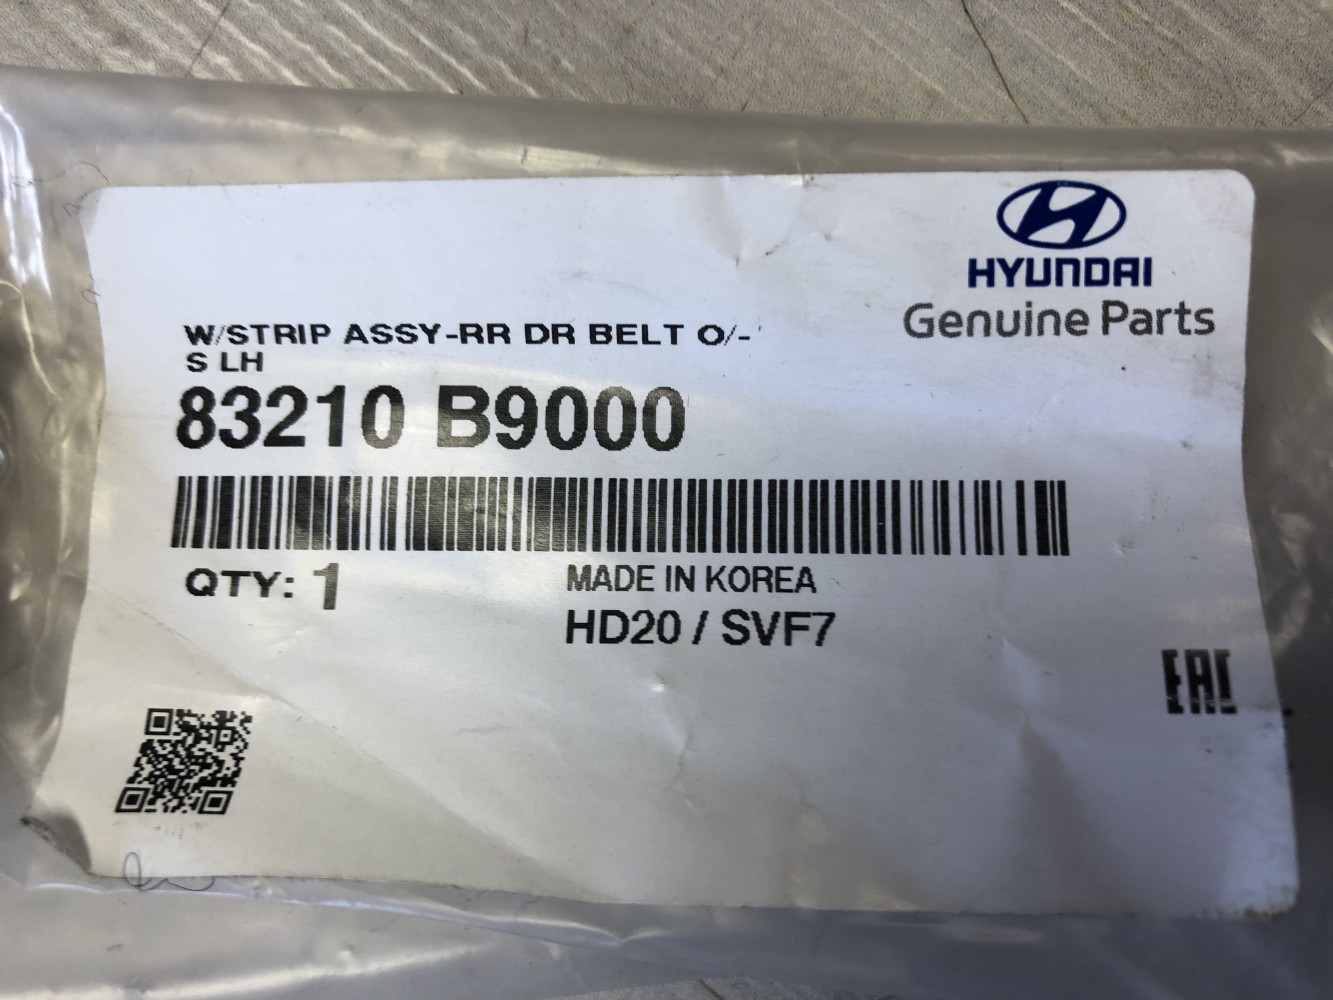 HYUNDAI
Genuine Parts
W/STRIP ASSY-RR DR BELT O/-
S LH
83210 B9000
QTY: 1
MADE IN KOREA
HD20 / SVF7
EAC